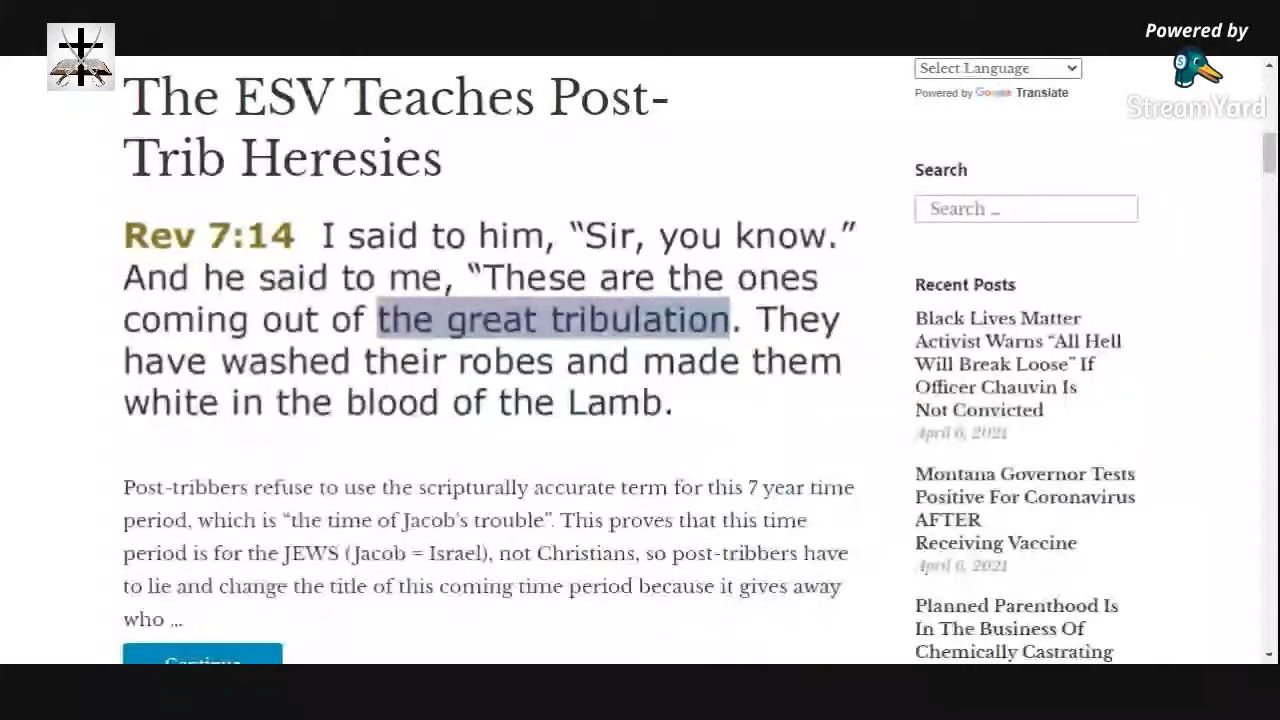 Powered by
StreamYard
The ESV Teaches Post-
Trib Heresies
Rev 7:14 I said to him, “Sir, you know.”
And he said to me, “These are the ones
coming out of the great tribulation. They
have washed their robes and made them
white in the blood of the Lamb.
Post-tribbers refuse to use the scripturally accurate term for this 7 year time
period, which is “the time of Jacob's trouble”. This proves that this time
period is for the JEWS (Jacob = Israel), not Christians, so post-tribbers have
to lie and change the title of this coming time period because it gives away
who ...
Continue
Select Language
Powered by Google Translate
Search
Search ...
Recent Posts
Black Lives Matter
Activist Warns “All Hell
Will Break Loose” If
Officer Chauvin Is
Not Convicted
April 6, 2021
Montana Governor Tests
Positive For Coronavirus
AFTER
Receiving Vaccine
April 6, 2021
Planned Parenthood Is
In The Business Of
Chemically Castrating